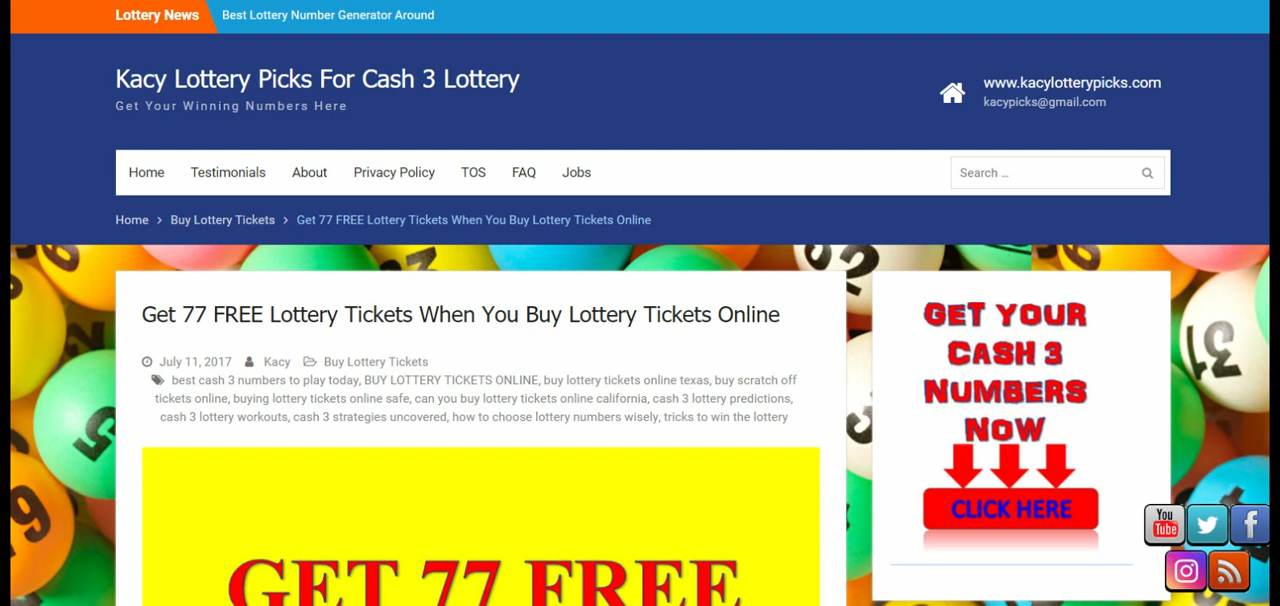 Lottery News
Best Lottery Number Generator Around
Kacy Lottery Picks For Cash 3 Lottery
Get Your Winning Numbers Here
www.kacylotterypicks.com
kacypicks@gmail.com
Home Testimonials About Privacy Policy TOS FAQ Jobs
Search ...
Home > Buy Lottery Tickets > Get 77 FREE Lottery Tickets When You Buy Lottery Tickets Online
Get 77 FREE Lottery Tickets When You Buy Lottery Tickets Online
July 11, 2017 Kacy Buy Lottery Tickets
best cash 3 numbers to play today, BUY LOTTERY TICKETS ONLINE, buy lottery tickets online texas, buy scratch off
tickets online, buying lottery tickets online safe, can you buy lottery tickets online california, cash 3 lottery predictions,
cash 3 lottery workouts, cash 3 strategies uncovered, how to choose lottery numbers wisely, tricks to win the lottery
GET 77 FREE
GET YOUR
CASH 3
NUMBERS
NOW
CLICK HERE
You
Tube
31
32
5
19